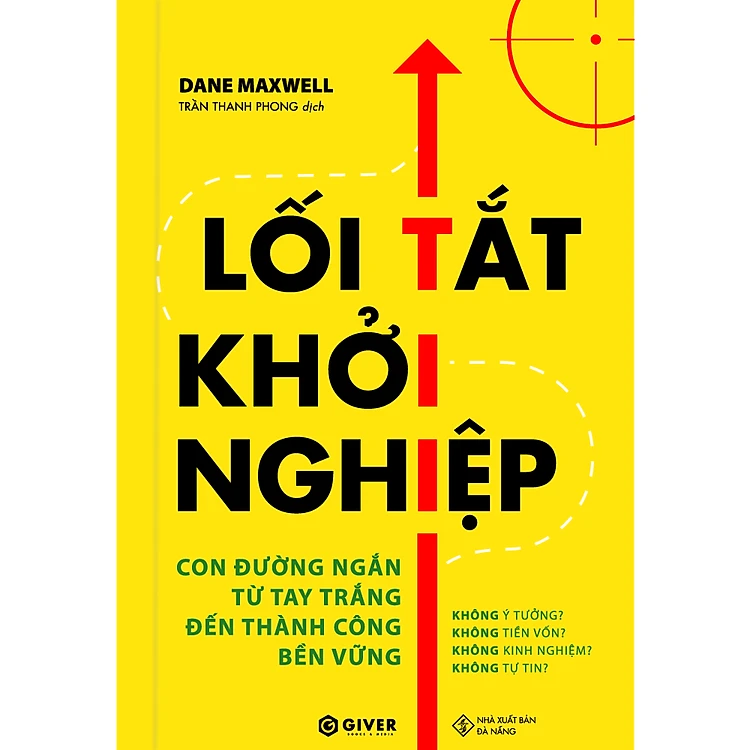 DANE MAXWELL
TRẦN THANH PHONG dịch
LỐI TẮT
KHỞI
NGHIỆP
CON ĐƯỜNG NGẮN
TỪ TAY TRẮNG
ĐẾN THÀNH CÔNG
BỀN VỮNG
KHÔNG Ý TƯỞNG?
KHÔNG TIỀN VỐN?
KHÔNG KINH NGHIỆM?
KHÔNG TỰ TIN?
GIVER
BOOKS & MEDIA
NHÀ XUẤT BẢN
ĐÀ NẴNG